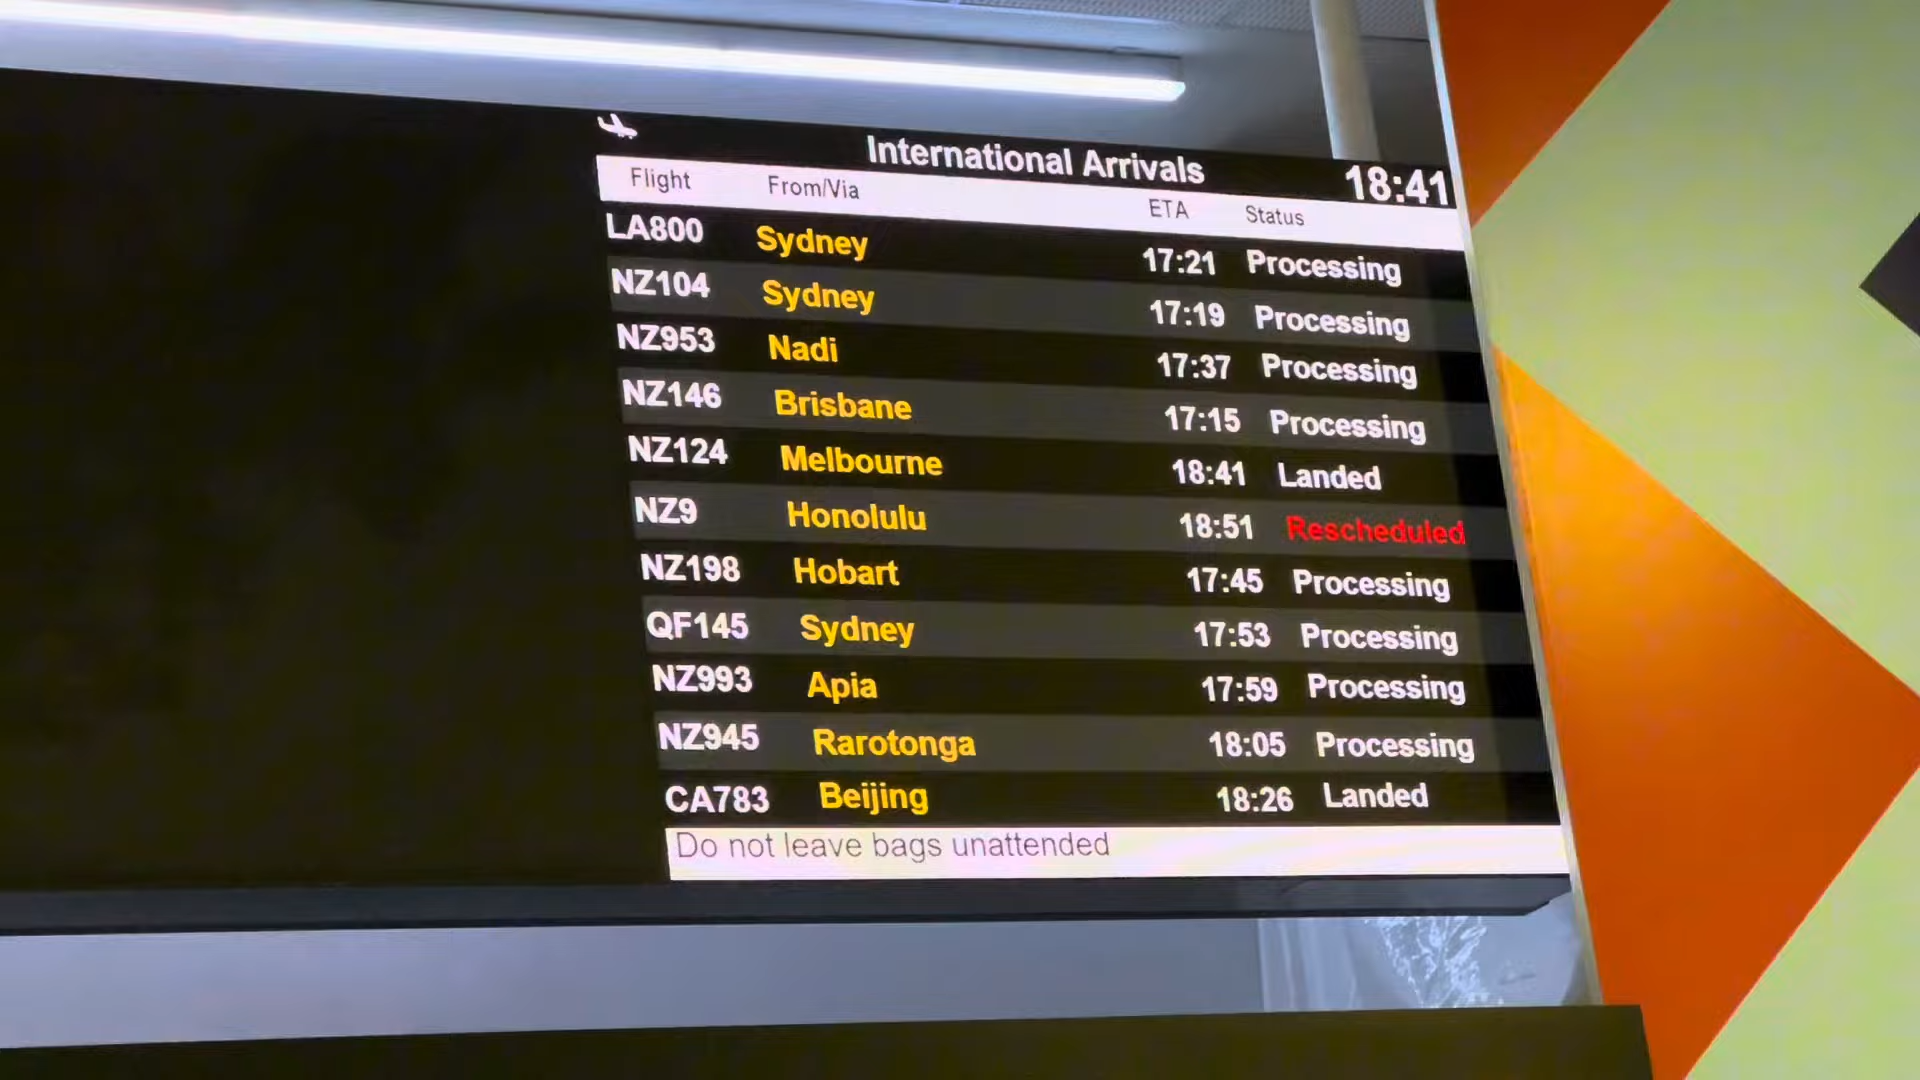 International Arrivals 18:41
Flight From/Via ETA Status
LA800 Sydney 17:21 Processing
NZ104 Sydney 17:19 Processing
NZ953 Nadi 17:37 Processing
NZ146 Brisbane 17:15 Processing
NZ124 Melbourne 18:41 Landed
NZ9 Honolulu 18:51 Rescheduled
NZ198 Hobart 17:45 Processing
QF145 Sydney 17:53 Processing
NZ993 Apia 17:59 Processing
NZ945 Rarotonga 18:05 Processing
CA783 Beijing 18:26 Landed
Do not leave bags unattended